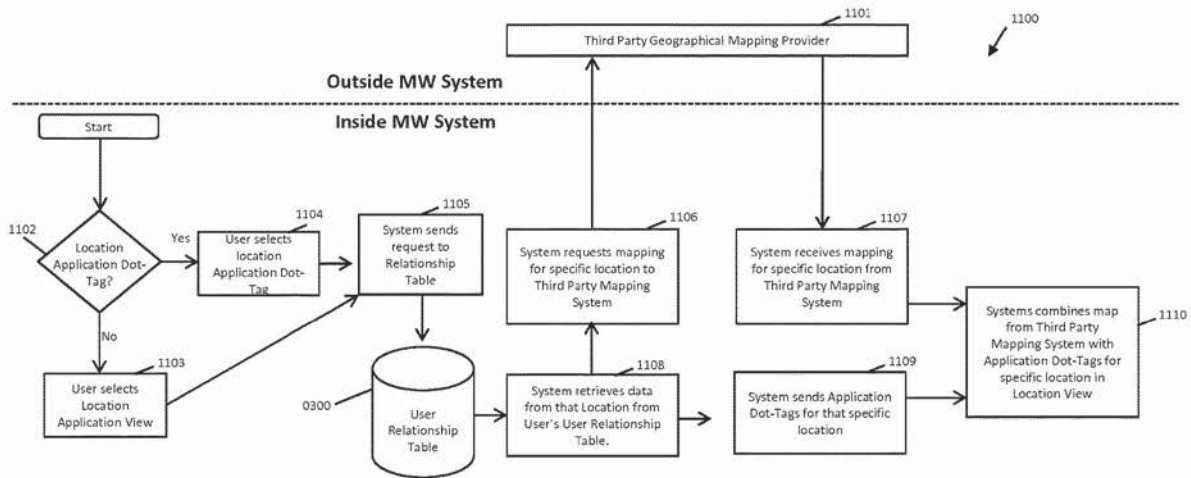 1101
1100
Third Party Geographical Mapping Provider
Outside MW System
Inside MW System
Start
1102
Location
Application Dot-
Tag?
Yes
No
1104
User selects
location
Application Dot-
Tag
1105
System sends
request to
Relationship
Table
1103
User selects
Location
Application View
0300
User
Relationship
Table
1106
System requests mapping
for specific location to
Third Party Mapping
System
1108
System retrieves data
from that Location from
User's User Relationship
Table.
1107
System receives mapping
for specific location from
Third Party Mapping
System
1109
System sends Application
Dot-Tags for that specific
location
1110
Systems combines map
from Third Party
Mapping System with
Application Dot-Tags for
specific location in
Location View